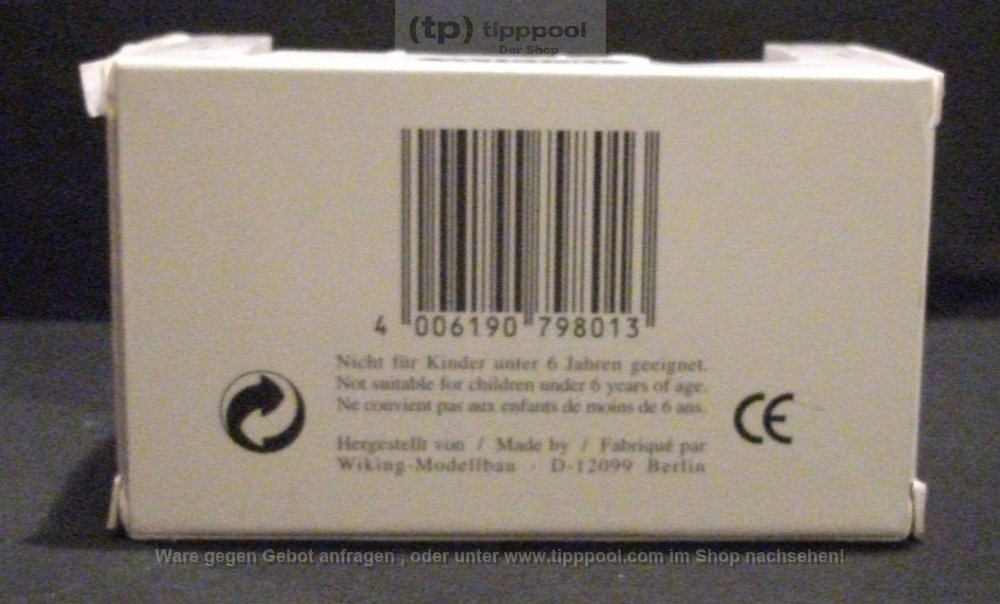 (tp) tipppool
Der Shop
4 006190 798013
Nicht für Kinder unter 6 Jahren geeignet.
Not suitable for children under 6 years of age.
Ne convient pas aux enfants de moins de 6 ans.
CE
Hergestellt von / Made by / Fabriqué par
Wiking-Modellbau · D-12099 Berlin
Ware gegen Gebot anfragen , oder unter www.tipppool.com im Shop nachsehen!